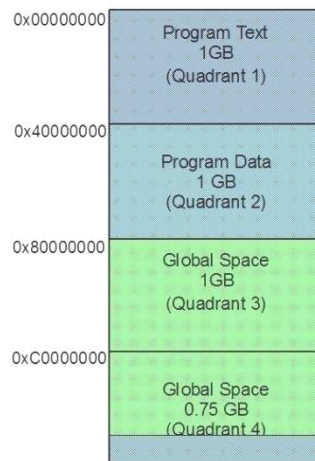 0x00000000
Program Text
1GB
(Quadrant 1)
0x40000000
Program Data
1 GB
(Quadrant 2)
0x80000000
Global Space
1GB
(Quadrant 3)
0xC0000000
Global Space
0.75 GB
(Quadrant 4)